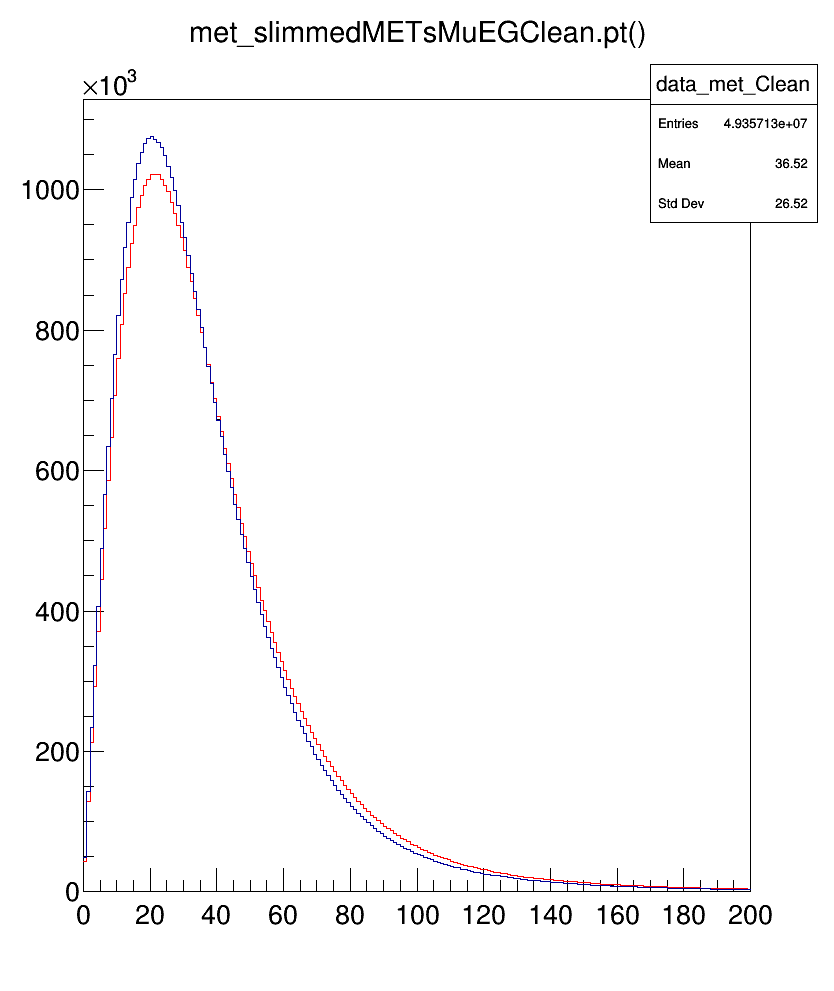 met_slimmedMETsMuEGClean.pt()
×10³
data_met_Clean
Entries 4.935713e+07
Mean 36.52
Std Dev 26.52
1000
800
600
400
200
0
0 20 40 60 80 100 120 140 160 180 200